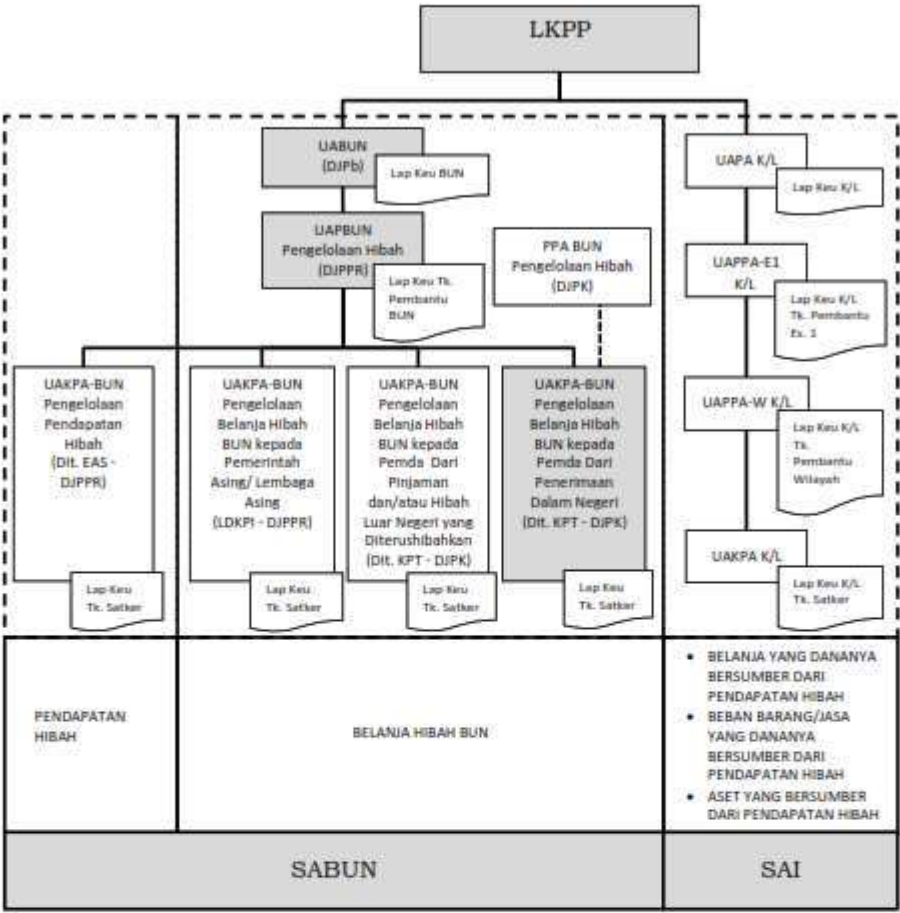 LKPP
UABUN
(DJPb)
Lap Keu BUN
UAPBUN
Pengelolaan Hibah
(DJPPR)
Lap Keu Tk.
Pembantu
BUN
PPA BUN
Pengelolaan Hibah
(DJPK)
UAPA K/L
Lap Keu K/L
UAPPA-E1
K/L
Lap Keu K/L
Tk. Pembantu
Es. 1
UAPPA-W K/L
Lap Keu K/L
Tk.
Pembantu
Wilayah
UAKPA K/L
Lap Keu K/L
Tk. Satker
UAKPA-BUN
Pengelolaan
Pendapatan
Hibah
(Dit. EAS -
DJPPR)
Lap Keu
Tk. Satker
UAKPA-BUN
Pengelolaan
Belanja Hibah
BUN kepada
Pemerintah
Asing/ Lembaga
Asing
(LDKPI - DJPPR)
Lap Keu
Tk. Satker
UAKPA-BUN
Pengelolaan
Belanja Hibah
BUN kepada
Pemda Dari
Pinjaman
dan/atau Hibah
Luar Negeri yang
Diterushibahkan
(Dit. KPT - DJPK)
Lap Keu
Tk. Satker
UAKPA-BUN
Pengelolaan
Belanja Hibah
BUN kepada
Pemda Dari
Penerimaan
Dalam Negeri
(Dit. KPT - DJPK)
Lap Keu
Tk. Satker
PENDAPATAN
HIBAH
BELANJA HIBAH BUN
• BELANJA YANG DANANYA
BERSUMBER DARI
PENDAPATAN HIBAH
• BEBAN BARANG/JASA
YANG DANANYA
BERSUMBER DARI
PENDAPATAN HIBAH
• ASET YANG BERSUMBER
DARI PENDAPATAN HIBAH
SABUN
SAI